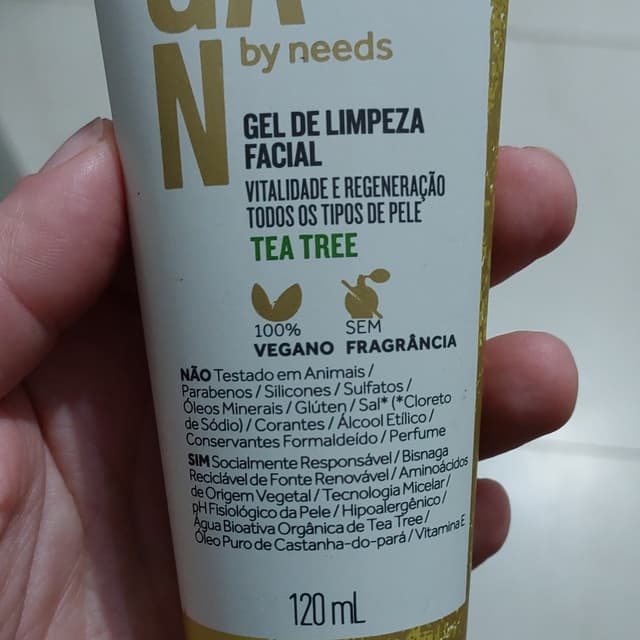 N
by needs
GEL DE LIMPEZA
FACIAL
VITALIDADE E REGENERAÇÃO
TODOS OS TIPOS DE PELE
TEA TREE
100%
VEGANO
SEM
FRAGRÂNCIA
NÃO Testado em Animais /
Parabenos / Silicones / Sulfatos /
Óleos Minerais / Glúten / Sal* (*Cloreto
de Sódio) / Corantes / Álcool Etílico /
Conservantes Formaldeído / Perfume
SIM Socialmente Responsável / Bisnaga
Reciclável de Fonte Renovável / Aminoácidos
de Origem Vegetal / Tecnologia Micelar /
pH Fisiológico da Pele / Hipoalergênico /
Água Bioativa Orgânica de Tea Tree /
Óleo Puro de Castanha-do-pará / Vitamina E
120 mL